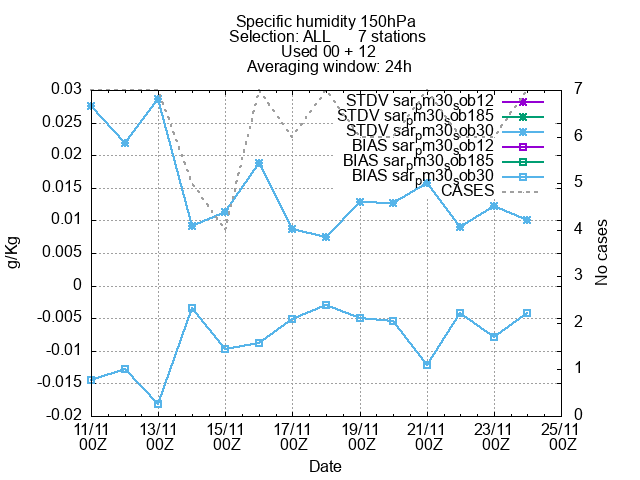 Specific humidity 150hPa
Selection: ALL 7 stations
Used 00 + 12
Averaging window: 24h
0.03
0.025
0.02
0.015
0.01
0.005
0
-0.005
-0.01
-0.015
-0.02
g/Kg
7
6
5
4
3
2
1
0
No cases
STDV sar_pm30_sob12
STDV sar_pm30_sob185
STDV sar_pm30_sob30
BIAS sar_pm30_sob12
BIAS sar_pm30_sob185
BIAS sar_pm30_sob30
CASES
11/11 13/11 15/11 17/11 19/11 21/11 23/11 25/11
00Z 00Z 00Z 00Z 00Z 00Z 00Z 00Z
Date